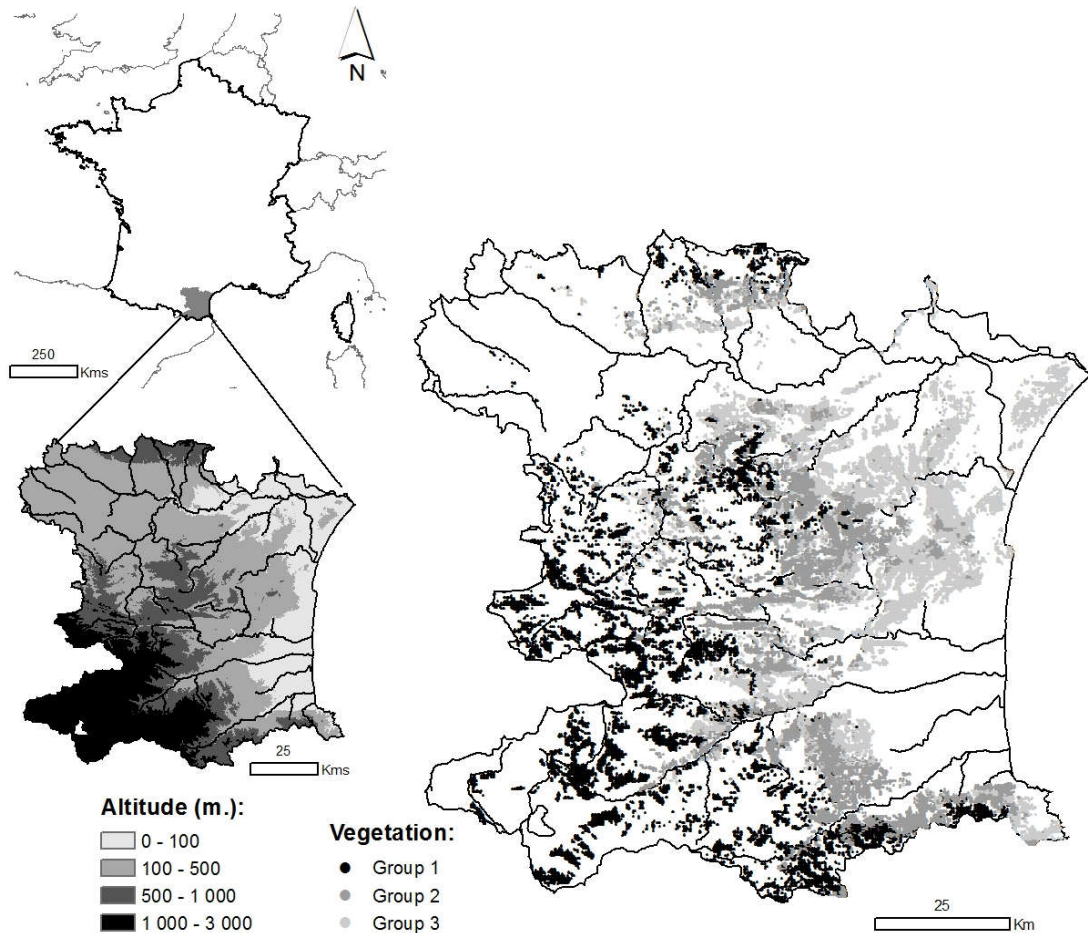 N
250
Kms
25
Kms
Altitude (m.):
0 - 100
100 - 500
500 - 1 000
1 000 - 3 000
Vegetation:
Group 1
Group 2
Group 3
25
Km